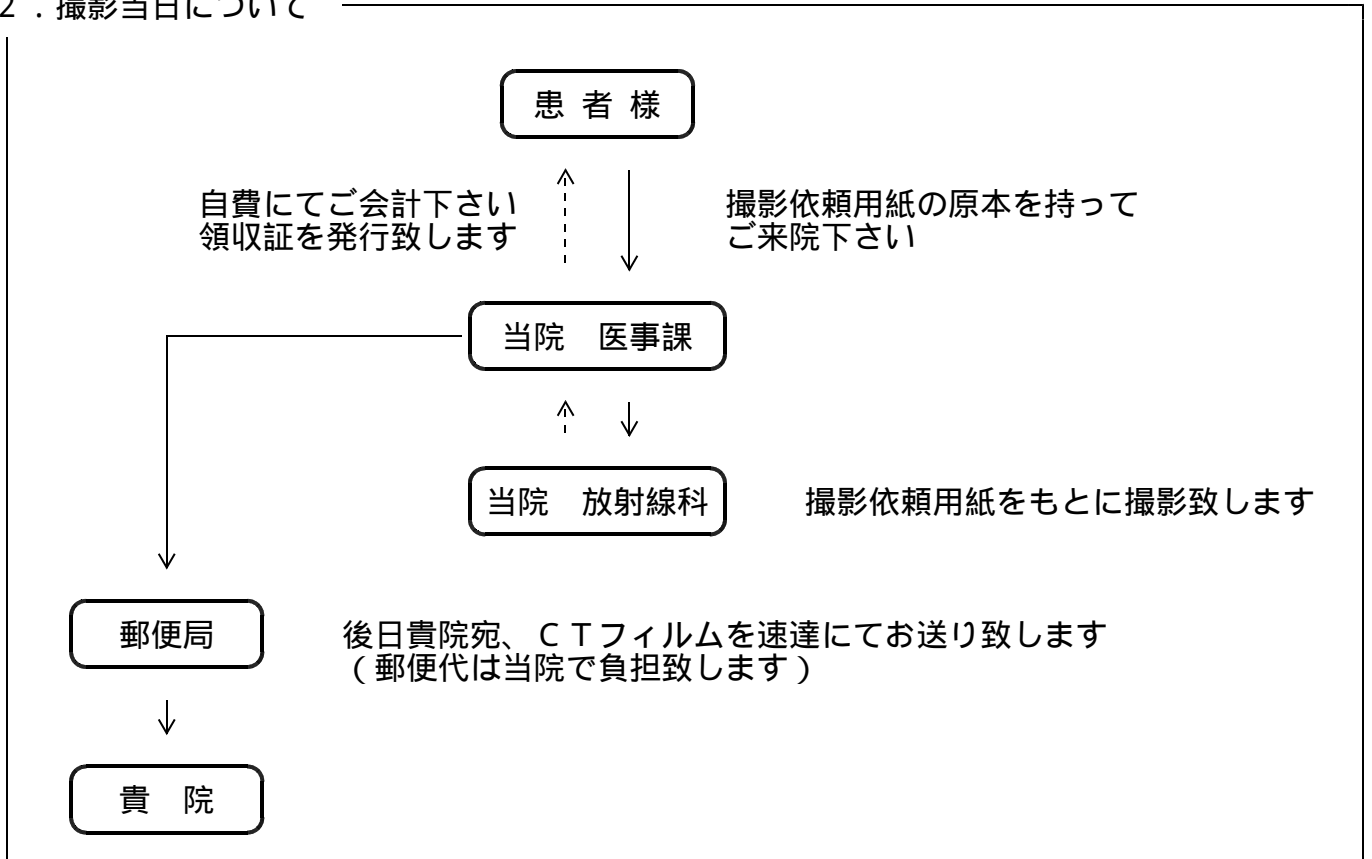 2．撮影当日について
患 者 様
自費にてご会計下さい
領収証を発行致します
撮影依頼用紙の原本を持って
ご来院下さい
当院　医事課
当院　放射線科
撮影依頼用紙をもとに撮影致します
郵便局
後日貴院宛、ＣＴフィルムを速達にてお送り致します
（郵便代は当院で負担致します）
貴　院